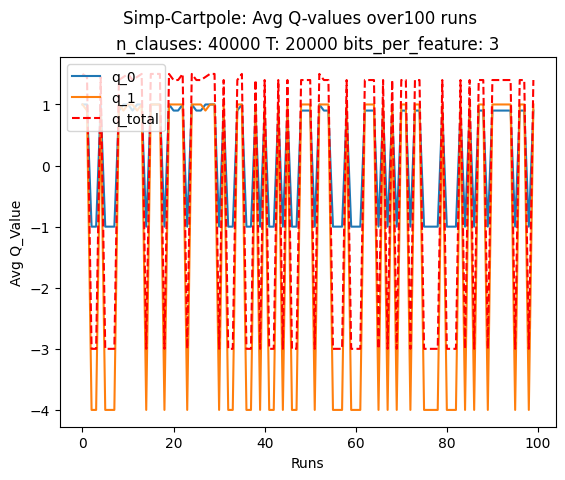 Simp-Cartpole: Avg Q-values over100 runs
n_clauses: 40000 T: 20000 bits_per_feature: 3
q_0
q_1
q_total
1
0
−1
−2
−3
−4
Avg Q_Value
0 20 40 60 80 100
Runs